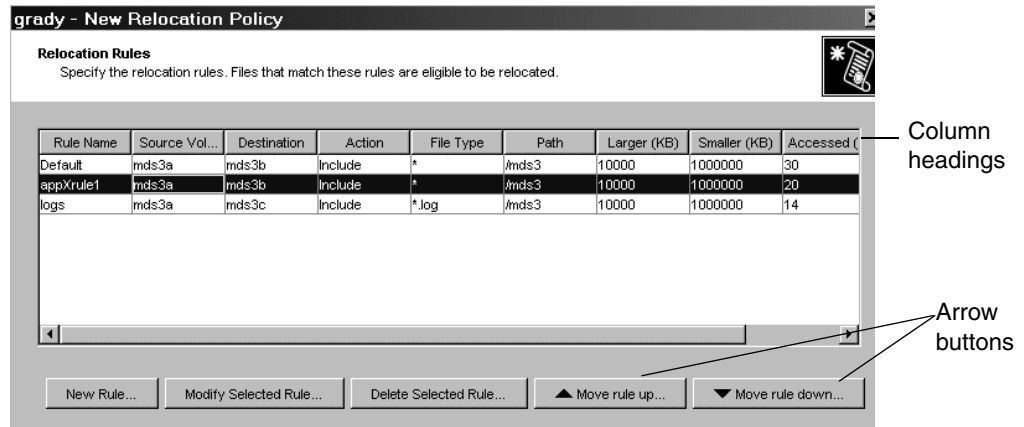 grady - New Relocation Policy
Relocation Rules
Specify the relocation rules. Files that match these rules are eligible to be relocated.
Rule Name Source Vol... Destination Action File Type Path Larger (KB) Smaller (KB) Accessed (
Default mds3a mds3b Include * /mds3 10000 1000000 30
appXrule1 mds3a mds3b Include * /mds3 10000 1000000 20
logs mds3a mds3c Include *.log /mds3 10000 1000000 14
Column
headings
Arrow
buttons
New Rule... Modify Selected Rule... Delete Selected Rule... Move rule up... Move rule down...